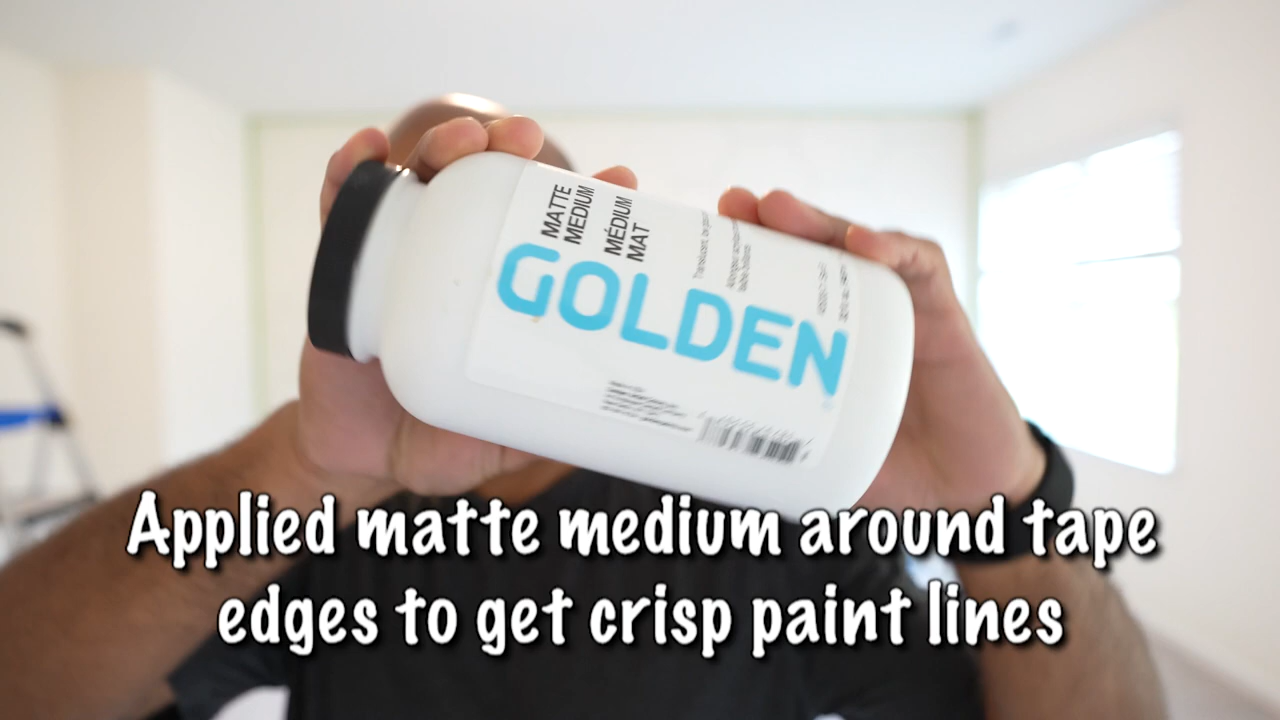 MATTE
MEDIUM
MÉDIUM
MAT
GOLDEN
Applied matte medium around tape
edges to get crisp paint lines